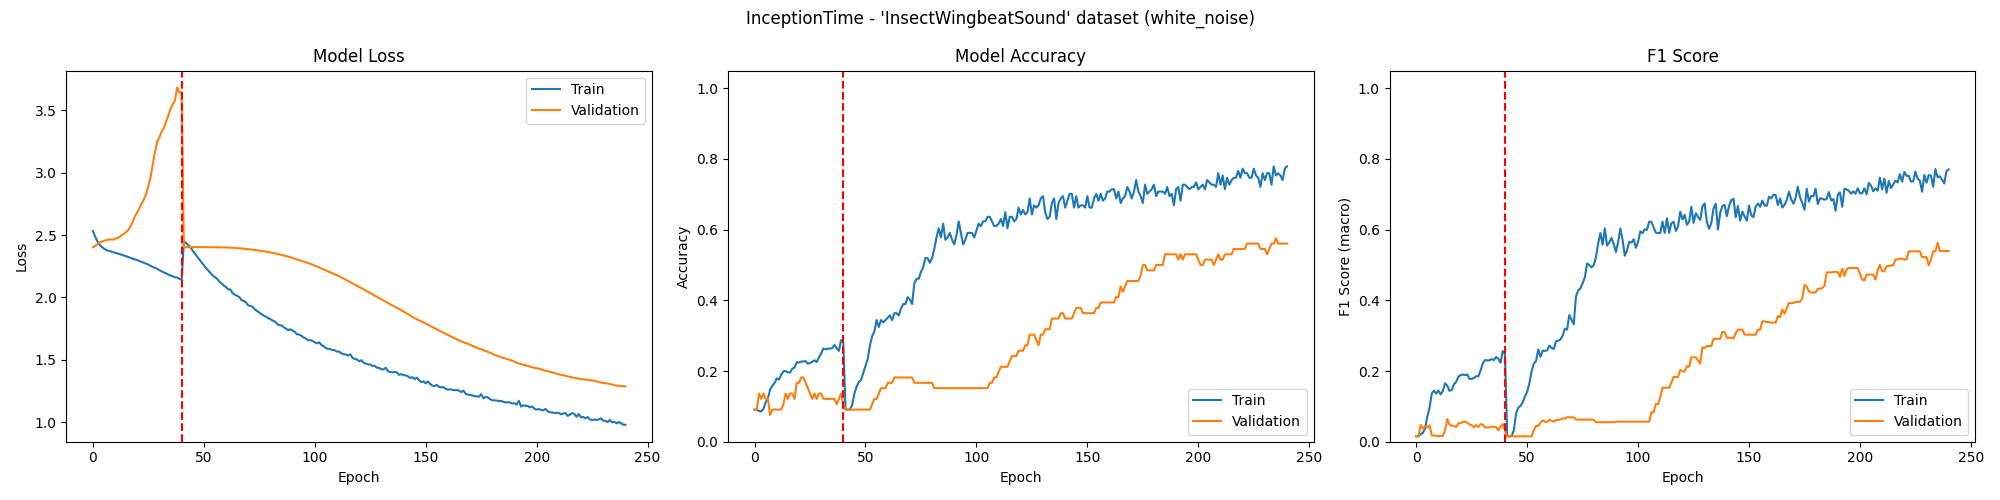 InceptionTime - 'InsectWingbeatSound' dataset (white_noise)
Model Loss
Loss
3.5
3.0
2.5
2.0
1.5
1.0
0 50 100 150 200 250
Epoch
Train
Validation
Model Accuracy
Accuracy
1.0
0.8
0.6
0.4
0.2
0.0
0 50 100 150 200 250
Epoch
Train
Validation
F1 Score
F1 Score (macro)
1.0
0.8
0.6
0.4
0.2
0.0
0 50 100 150 200 250
Epoch
Train
Validation